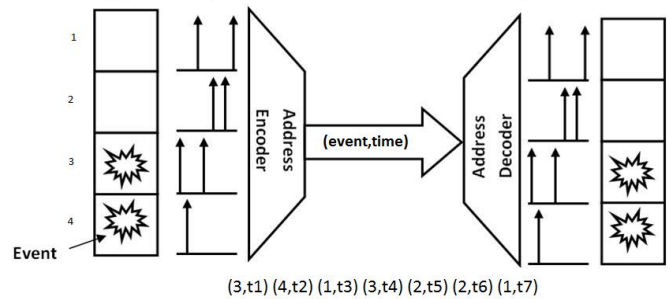 1
2
3
4
Event
Address
Encoder
(event,time)
Address
Decoder
(3,t1) (4,t2) (1,t3) (3,t4) (2,t5) (2,t6) (1,t7)